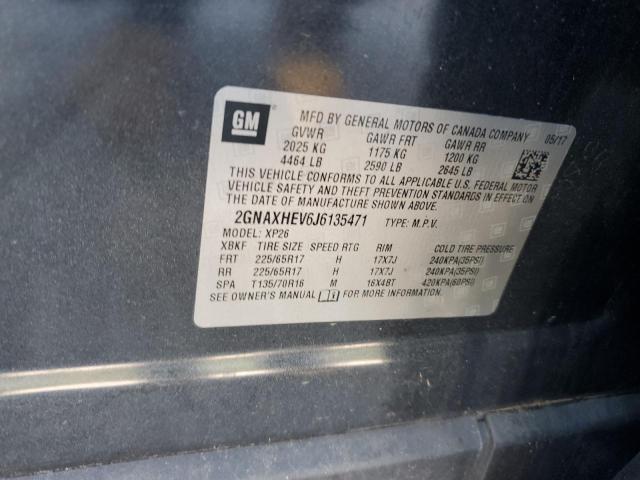 GM
MFD BY GENERAL MOTORS OF CANADA COMPANY 05/17
GVWR GAWR FRT GAWR RR
2025 KG 1175 KG 1200 KG
4464 LB 2590 LB 2645 LB
THIS VEHICLE CONFORMS TO ALL APPLICABLE U.S. FEDERAL MOTOR
VEHICLE SAFETY AND THEFT PREVENTION STANDARDS IN EFFECT ON
THE DATE OF MANUFACTURE SHOWN ABOVE.
2GNAXHEV6J6135471 TYPE: M.P.V.
MODEL: XP26
XBKF TIRE SIZE SPEED RTG RIM COLD TIRE PRESSURE
FRT 225/65R17 H 17X7J 240KPA(35PSI)
RR 225/65R17 H 17X7J 240KPA(35PSI)
SPA T135/70R16 M 16X4BT 420KPA(60PSI)
SEE OWNER'S MANUAL FOR MORE INFORMATION.